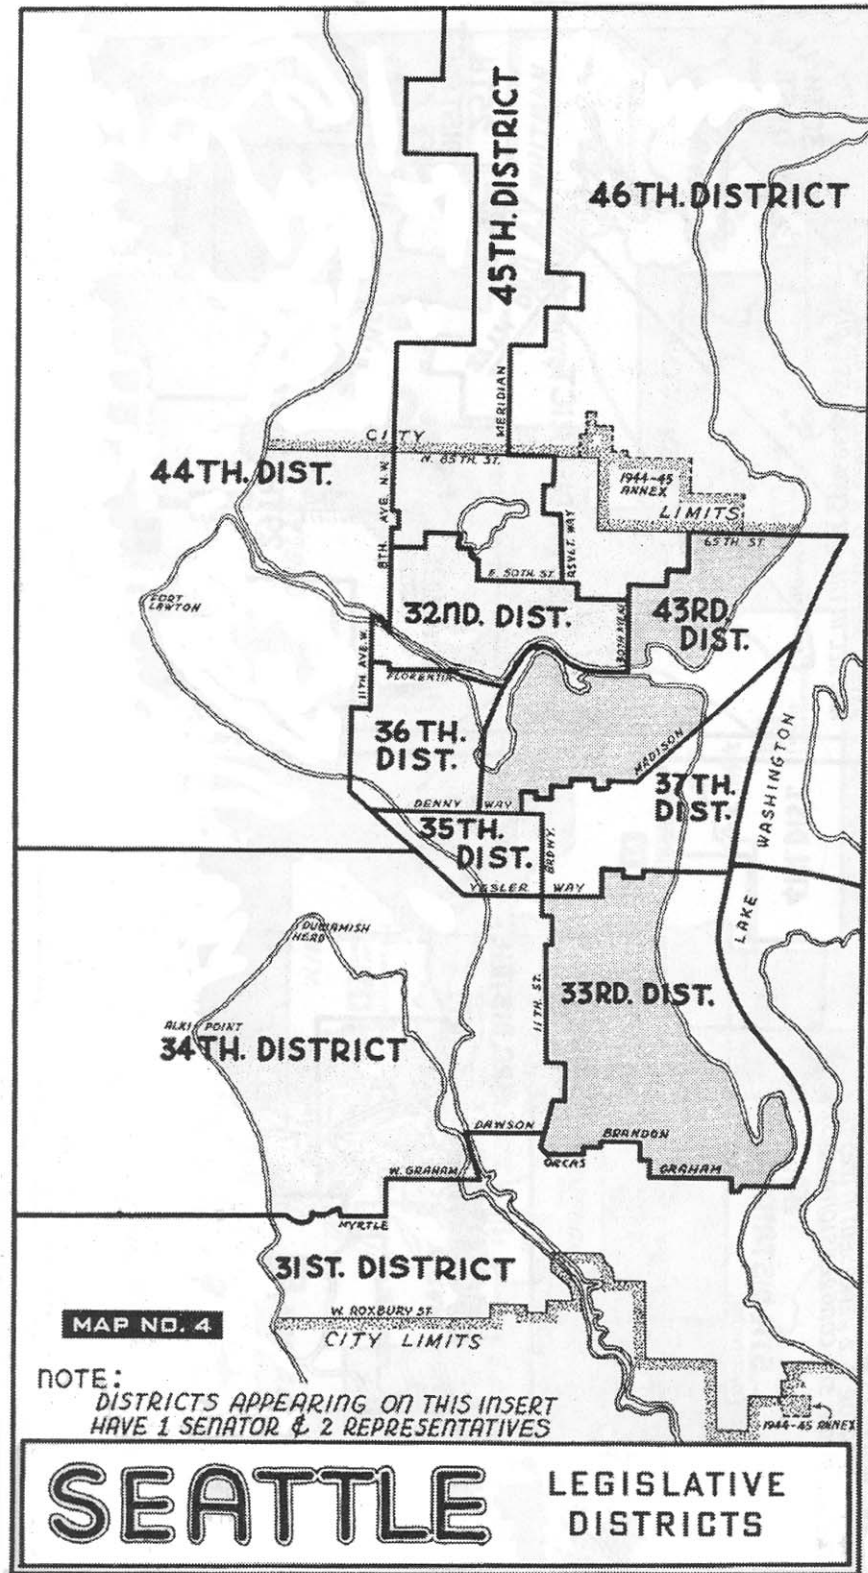 45TH. DISTRICT
46TH. DISTRICT
MERIDIAN
CITY
N. 85TH. ST.
44TH. DIST.
1944-45
ANNEX
LIMITS
8TH. AVE. N.W.
RSVLT. WAY
65TH ST.
E. 50TH. ST.
FORT
LAWTON
32ND. DIST.
43RD.
DIST.
11TH AVE. W.
FLORENTIA
36TH.
DIST.
MADISON
37TH.
DIST.
WASHINGTON
DENNY WAY
35TH.
DIST.
BRDWY.
YESLER WAY
LAKE
DUWAMISH
HEAD
33RD. DIST.
11TH. ST.
ALKI POINT
34TH. DISTRICT
DAWSON
BRANDON
ORCAS
GRAHAM
W. GRAHAM
MYRTLE
31ST. DISTRICT
MAP NO. 4
W. ROXBURY ST.
CITY LIMITS
NOTE:
DISTRICTS APPEARING ON THIS INSERT
HAVE 1 SENATOR & 2 REPRESENTATIVES
1944-45 ANNEX
SEATTLE
LEGISLATIVE
DISTRICTS